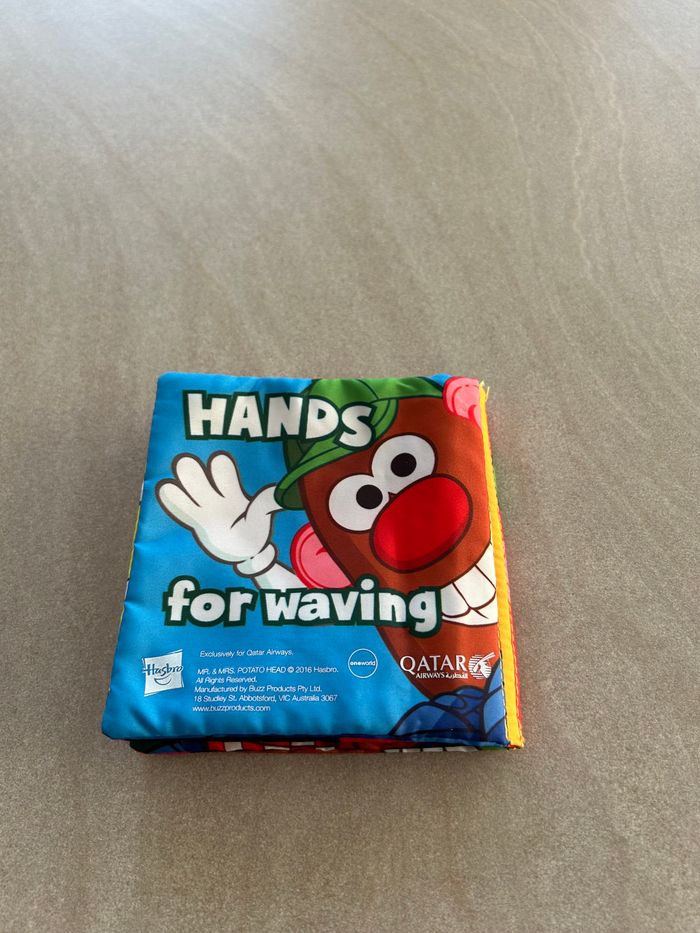 HANDS
for waving
Hasbro
Exclusively for Qatar Airways.
MR. & MRS. POTATO HEAD © 2016 Hasbro.
All Rights Reserved.
Manufactured by Buzz Products Pty Ltd.
18 Studley St. Abbotsford, VIC Australia 3067
www.buzzproducts.com
oneworld
QATAR
AIRWAYS القطرية